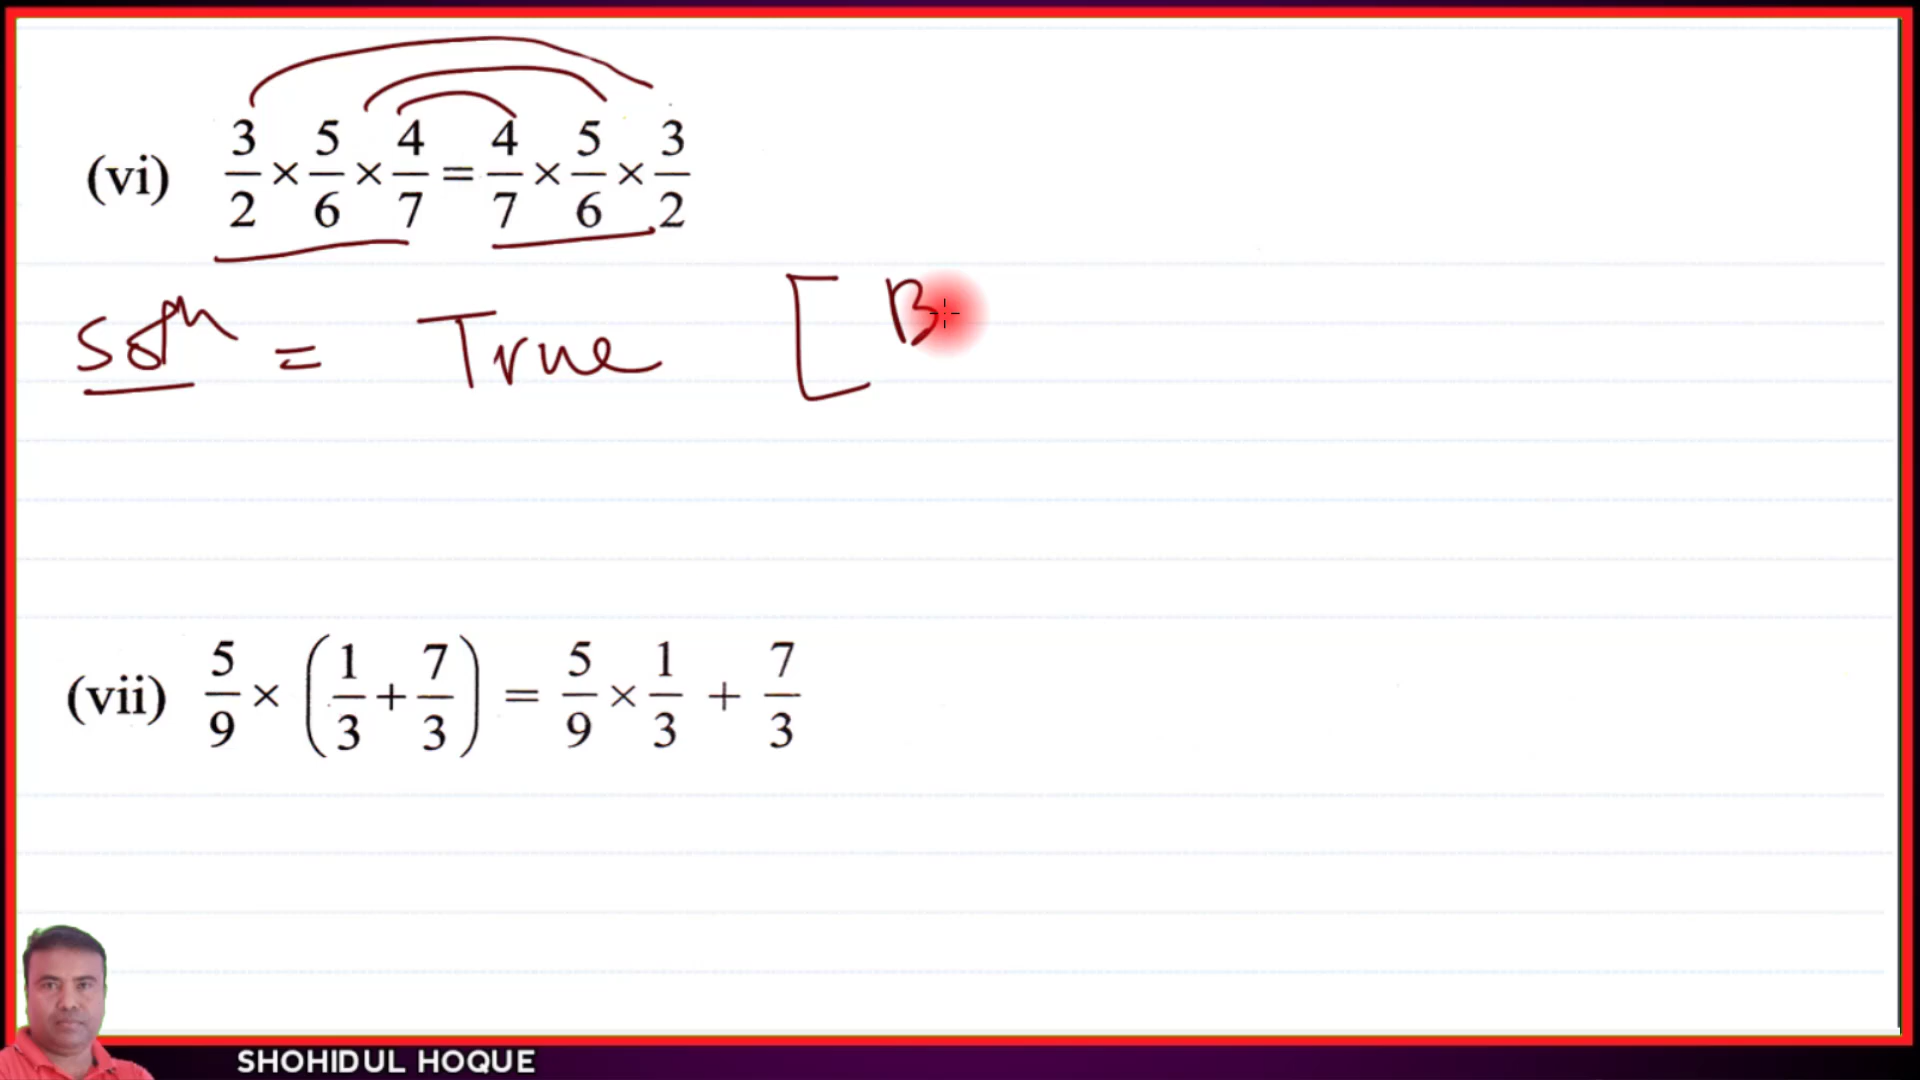 (vi) 3/2 × 5/6 × 4/7 = 4/7 × 5/6 × 3/2
Soln = True [ B
(vii) 5/9 × (1/3 + 7/3) = 5/9 × 1/3 + 7/3
SHOHIDUL HOQUE